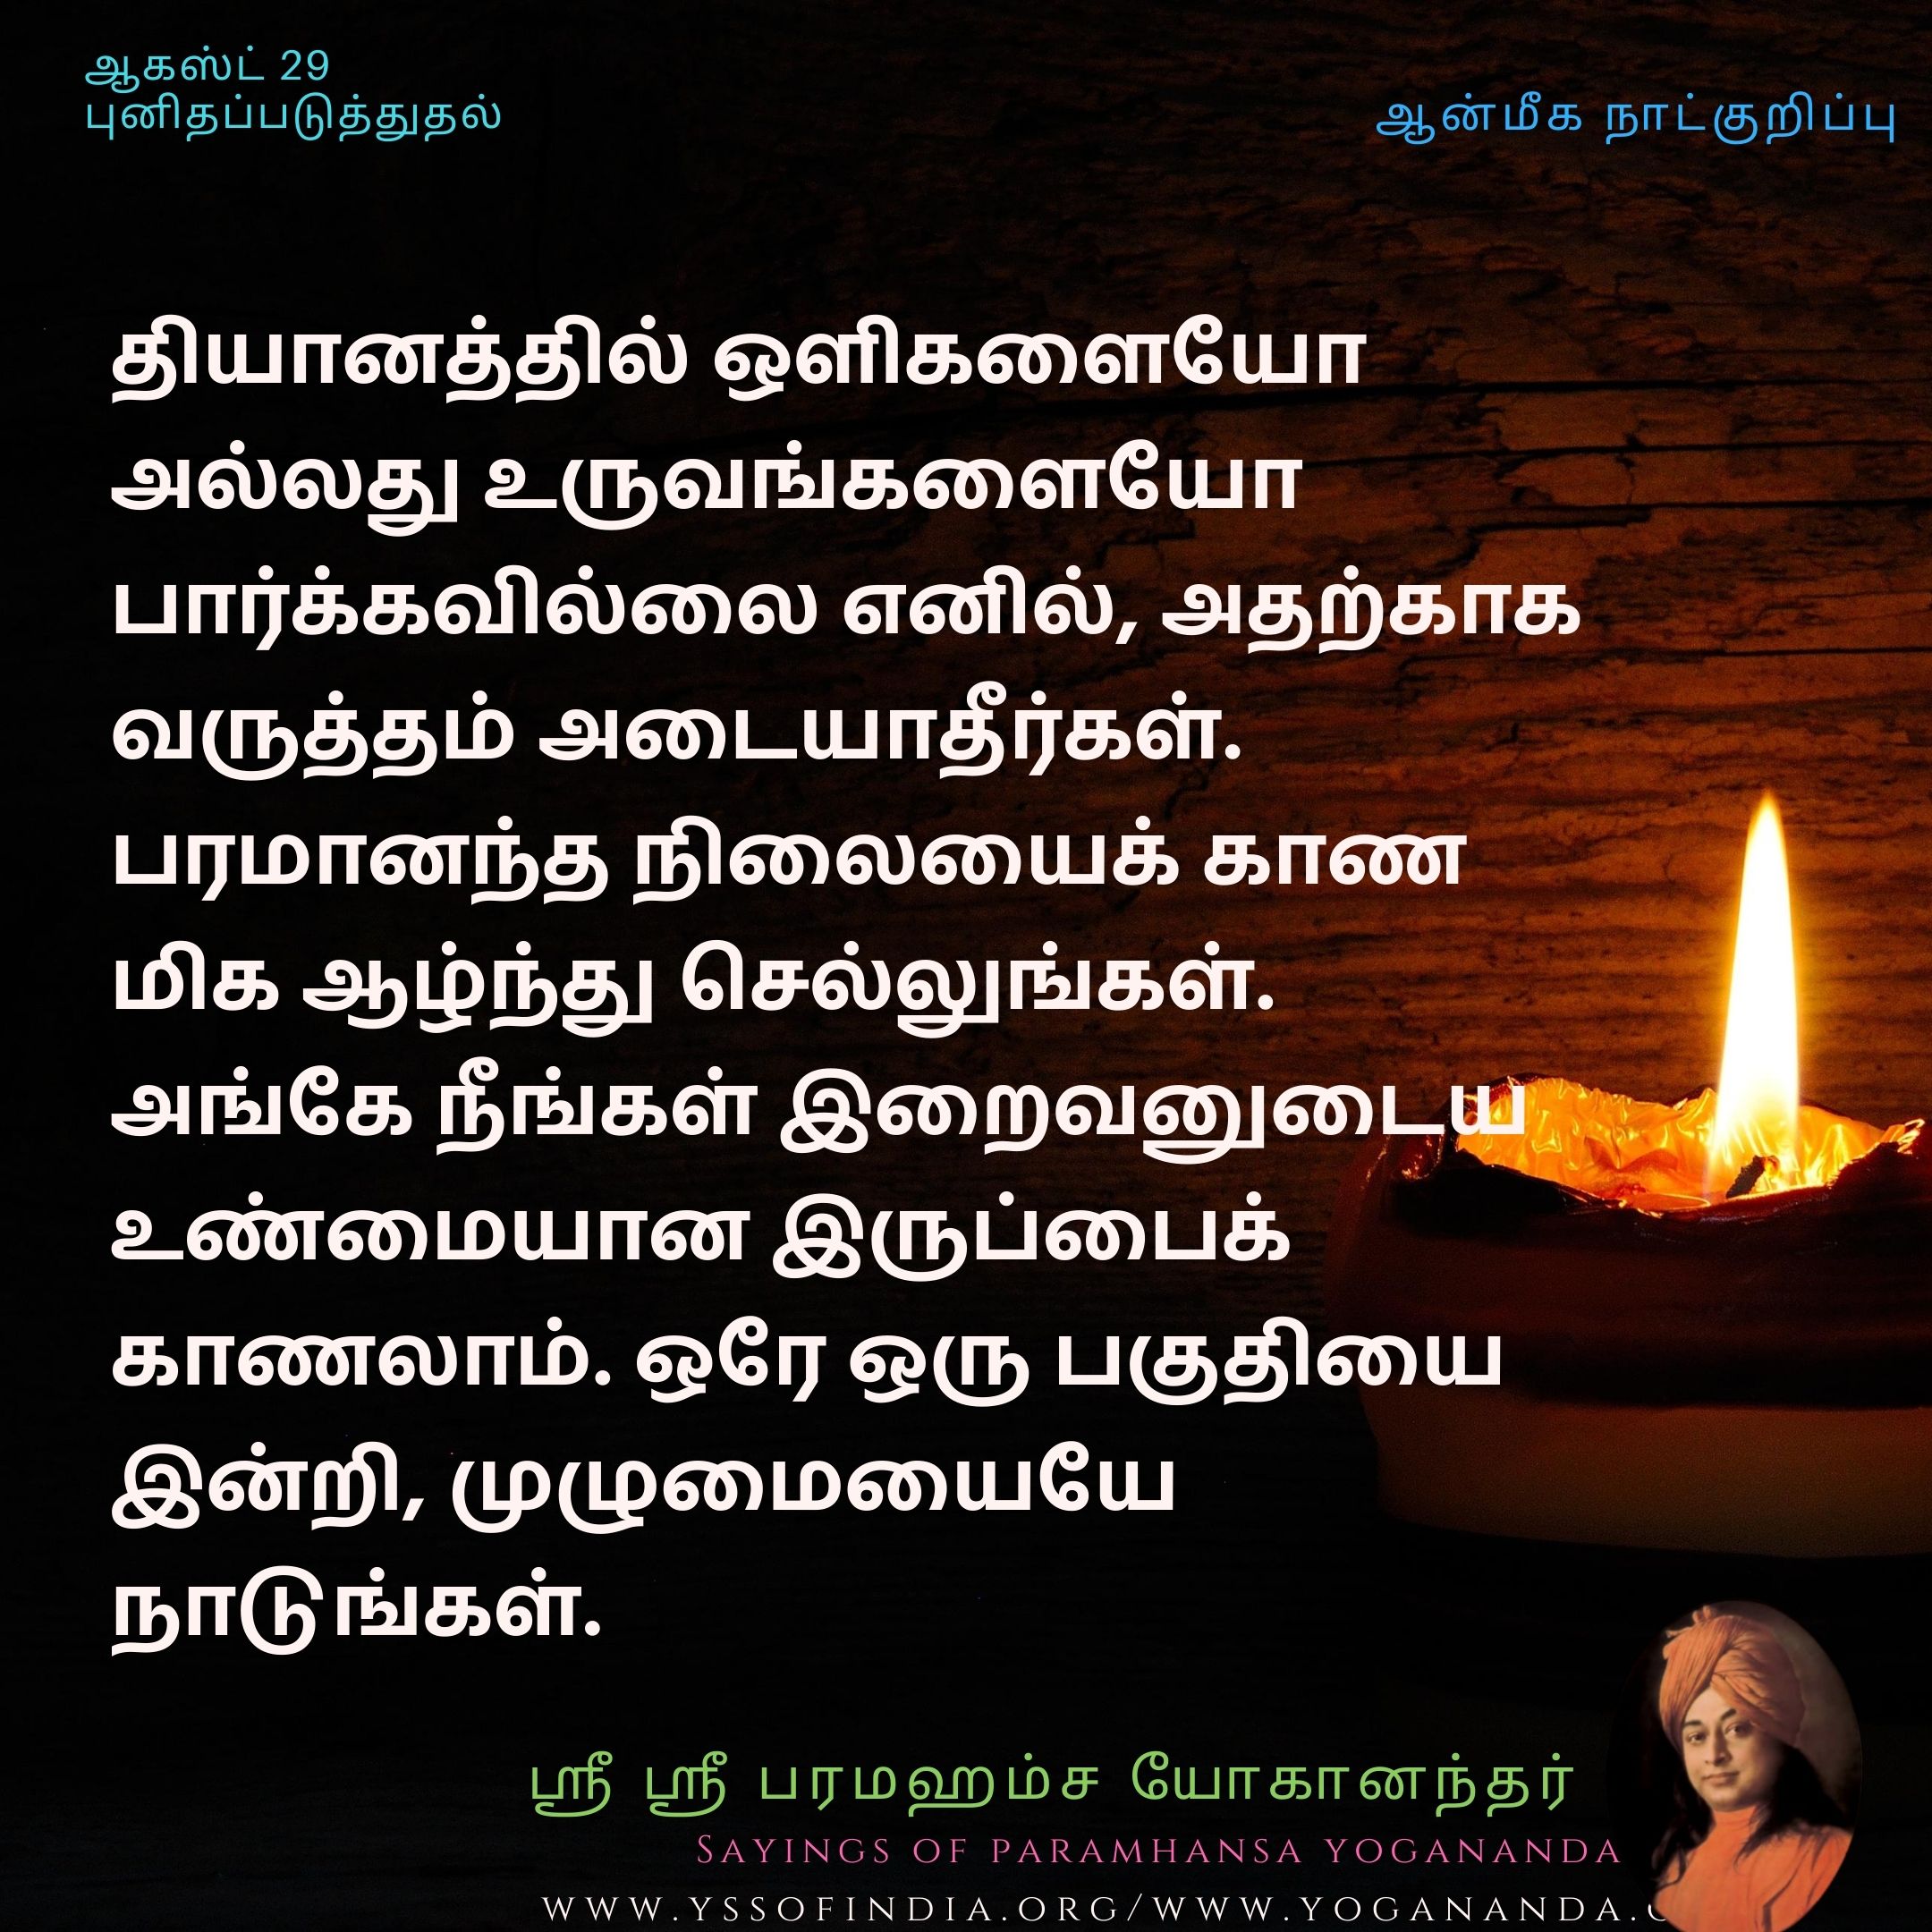 ஆகஸ்ட் 29
புனிதப்படுத்துதல்
ஆன்மீக நாட்குறிப்பு
தியானத்தில் ஒளிகளையோ
அல்லது உருவங்களையோ
பார்க்கவில்லை எனில், அதற்காக
வருத்தம் அடையாதீர்கள்.
பரமானந்த நிலையைக் காண
மிக ஆழ்ந்து செல்லுங்கள்.
அங்கே நீங்கள் இறைவனுடைய
உண்மையான இருப்பைக்
காணலாம். ஒரே ஒரு பகுதியை
இன்றி, முழுமையையே
நாடுங்கள்.
ஸ்ரீ ஸ்ரீ பரமஹம்ச யோகானந்தர்
SAYINGS OF PARAMHANSA YOGANANDA
WWW.YSSOFINDIA.ORG/WWW.YOGANANDA.